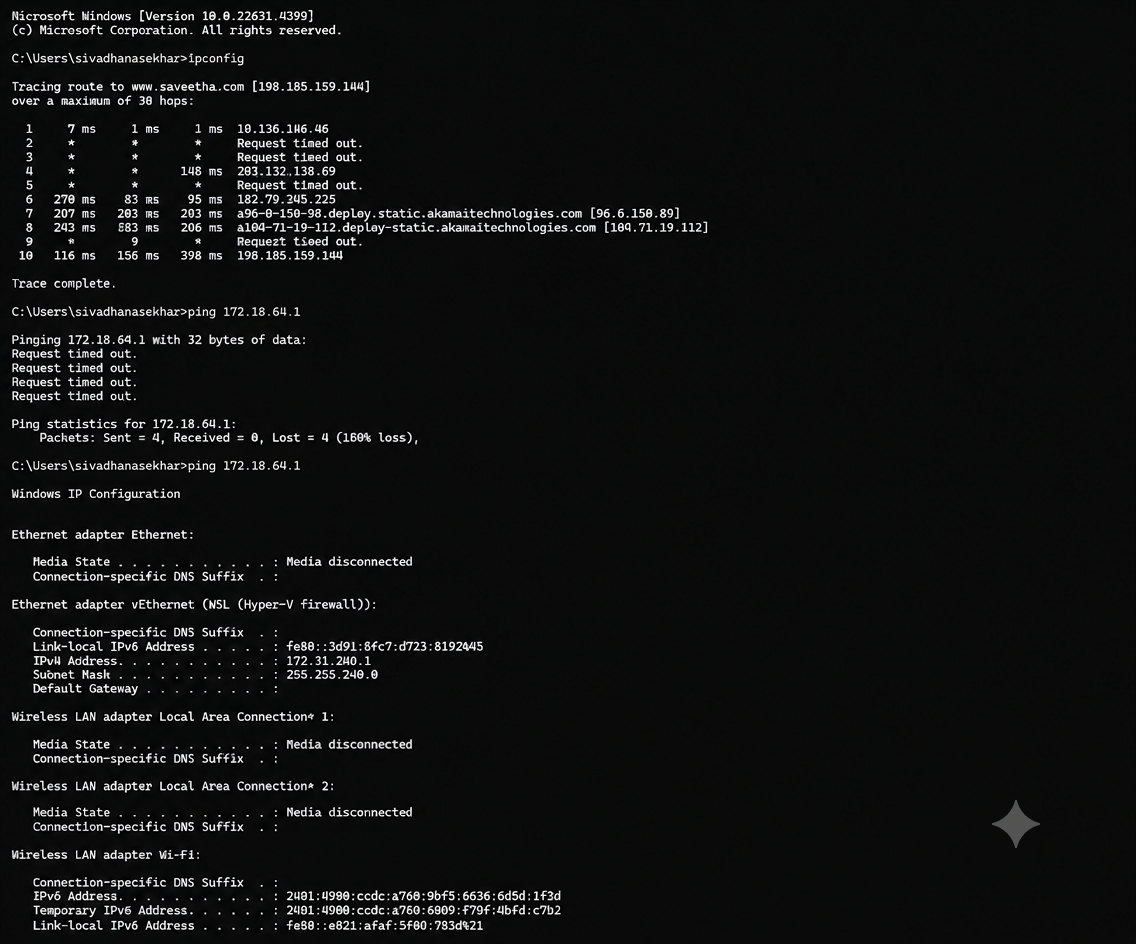 Microsoft Windows [Version 10.0.22631.4399]
(c) Microsoft Corporation. All rights reserved.
C:\Users\sivadhanasekhar>ipconfig
Tracing route to www.saveetha.com [198.185.159.144]
over a maximum of 30 hops:
1 7 ms 1 ms 1 ms 10.136.146.46
2 * * * Request timed out.
3 * * * Request timed out.
4 * * 148 ms 203.132.138.69
5 * * * Request timed out.
6 270 ms 83 ms 95 ms 182.79.245.225
7 207 ms 203 ms 203 ms a96-0-150-98.deploy.static.akamaitechnologies.com [96.6.150.89]
8 243 ms 206 ms a104-71-19-112.deploy-static.akamaitechnologies.com [104.71.19.112]
9 * 9 * Request timed out.
10 116 ms 156 ms 398 ms 198.185.159.144
Trace complete.
C:\Users\sivadhanasekhar>ping 172.18.64.1
Pinging 172.18.64.1 with 32 bytes of data:
Request timed out.
Request timed out.
Request timed out.
Request timed out.
Ping statistics for 172.18.64.1:
Packets: Sent = 4, Received = 0, Lost = 4 (160% loss),
C:\Users\sivadhanasekhar>ping 172.18.64.1
Windows IP Configuration
Ethernet adapter Ethernet:
Media State . . . . . . . . . . . : Media disconnected
Connection-specific DNS Suffix . :
Ethernet adapter vEthernet (WSL (Hyper-V firewall)):
Connection-specific DNS Suffix . :
Link-local IPv6 Address . . . . . : fe80::3d91:8fc7:d723:8192%45
IPv4 Address. . . . . . . . . . . : 172.31.240.1
Subnet Mask . . . . . . . . . . . : 255.255.240.0
Default Gateway . . . . . . . . . :
Wireless LAN adapter Local Area Connection* 1:
Media State . . . . . . . . . . . : Media disconnected
Connection-specific DNS Suffix . :
Wireless LAN adapter Local Area Connection* 2:
Media State . . . . . . . . . . . : Nedia disconnected
Connection-specific DNS Suffix . :
Wireless LAN adapter Wi-fi:
Connection-specific DNS Suffix . :
IPv6 Address. . . . . . . . . . . : 2401:4900:ccdc:a760:9bf5:6636:6d5d:1f3d
Temporary IPv6 Address. . . . . . : 2401:4900:ccdc:a760:6909:f79f:4bfd:c7b2
Link-local IPv6 Address . . . . . : fe80::e821:afaf:5f00:783d%21